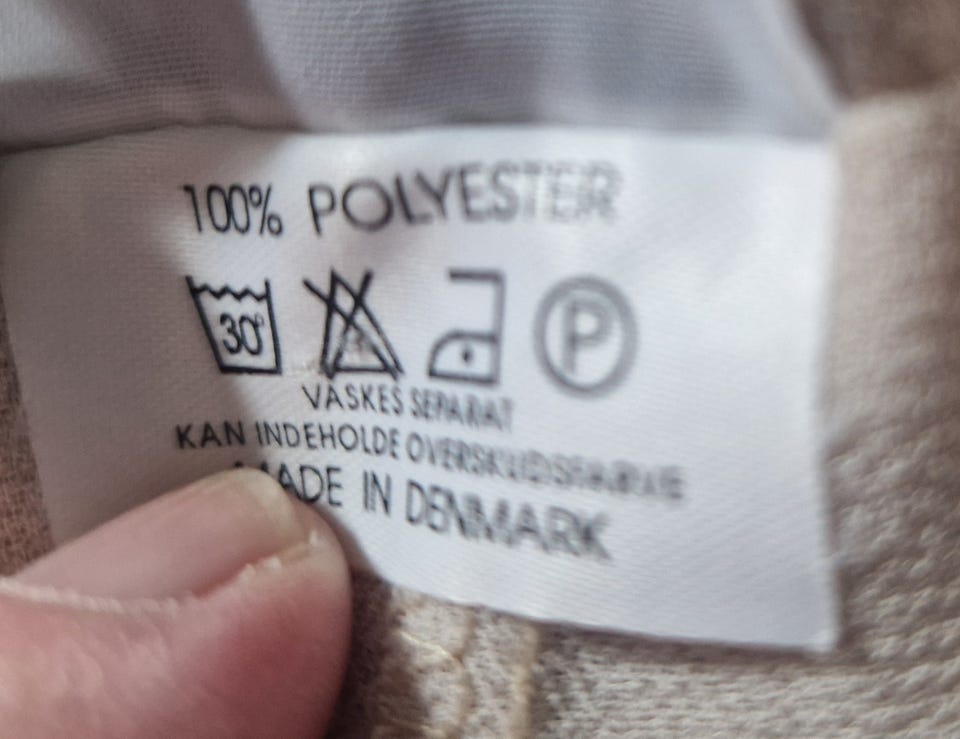 100% POLYESTER
30° P
VASKES SEPARAT
KAN INDEHOLDE OVERSKUDSFARVE
MADE IN DENMARK